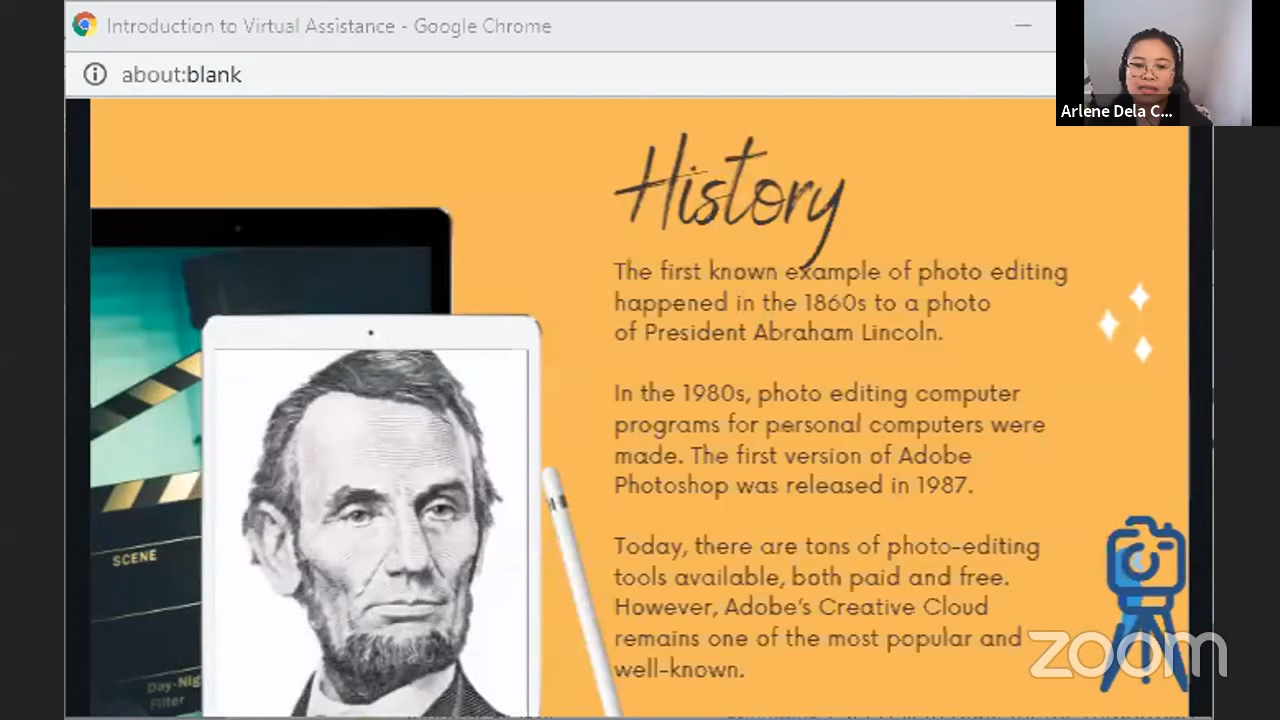 Introduction to Virtual Assistance - Google Chrome
about:blank
Arlene Dela C...
History
The first known example of photo editing
happened in the 1860s to a photo
of President Abraham Lincoln.
In the 1980s, photo editing computer
programs for personal computers were
made. The first version of Adobe
Photoshop was released in 1987.
Today, there are tons of photo-editing
tools available, both paid and free.
However, Adobe's Creative Cloud
remains one of the most popular and
well-known.
SCENE
Day-Nig
Filter
zoom